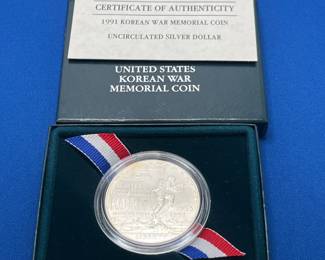 CERTIFICATE OF AUTHENTICITY
1991 KOREAN WAR MEMORIAL COIN
UNCIRCULATED SILVER DOLLAR
UNITED STATES
KOREAN WAR
MEMORIAL COIN